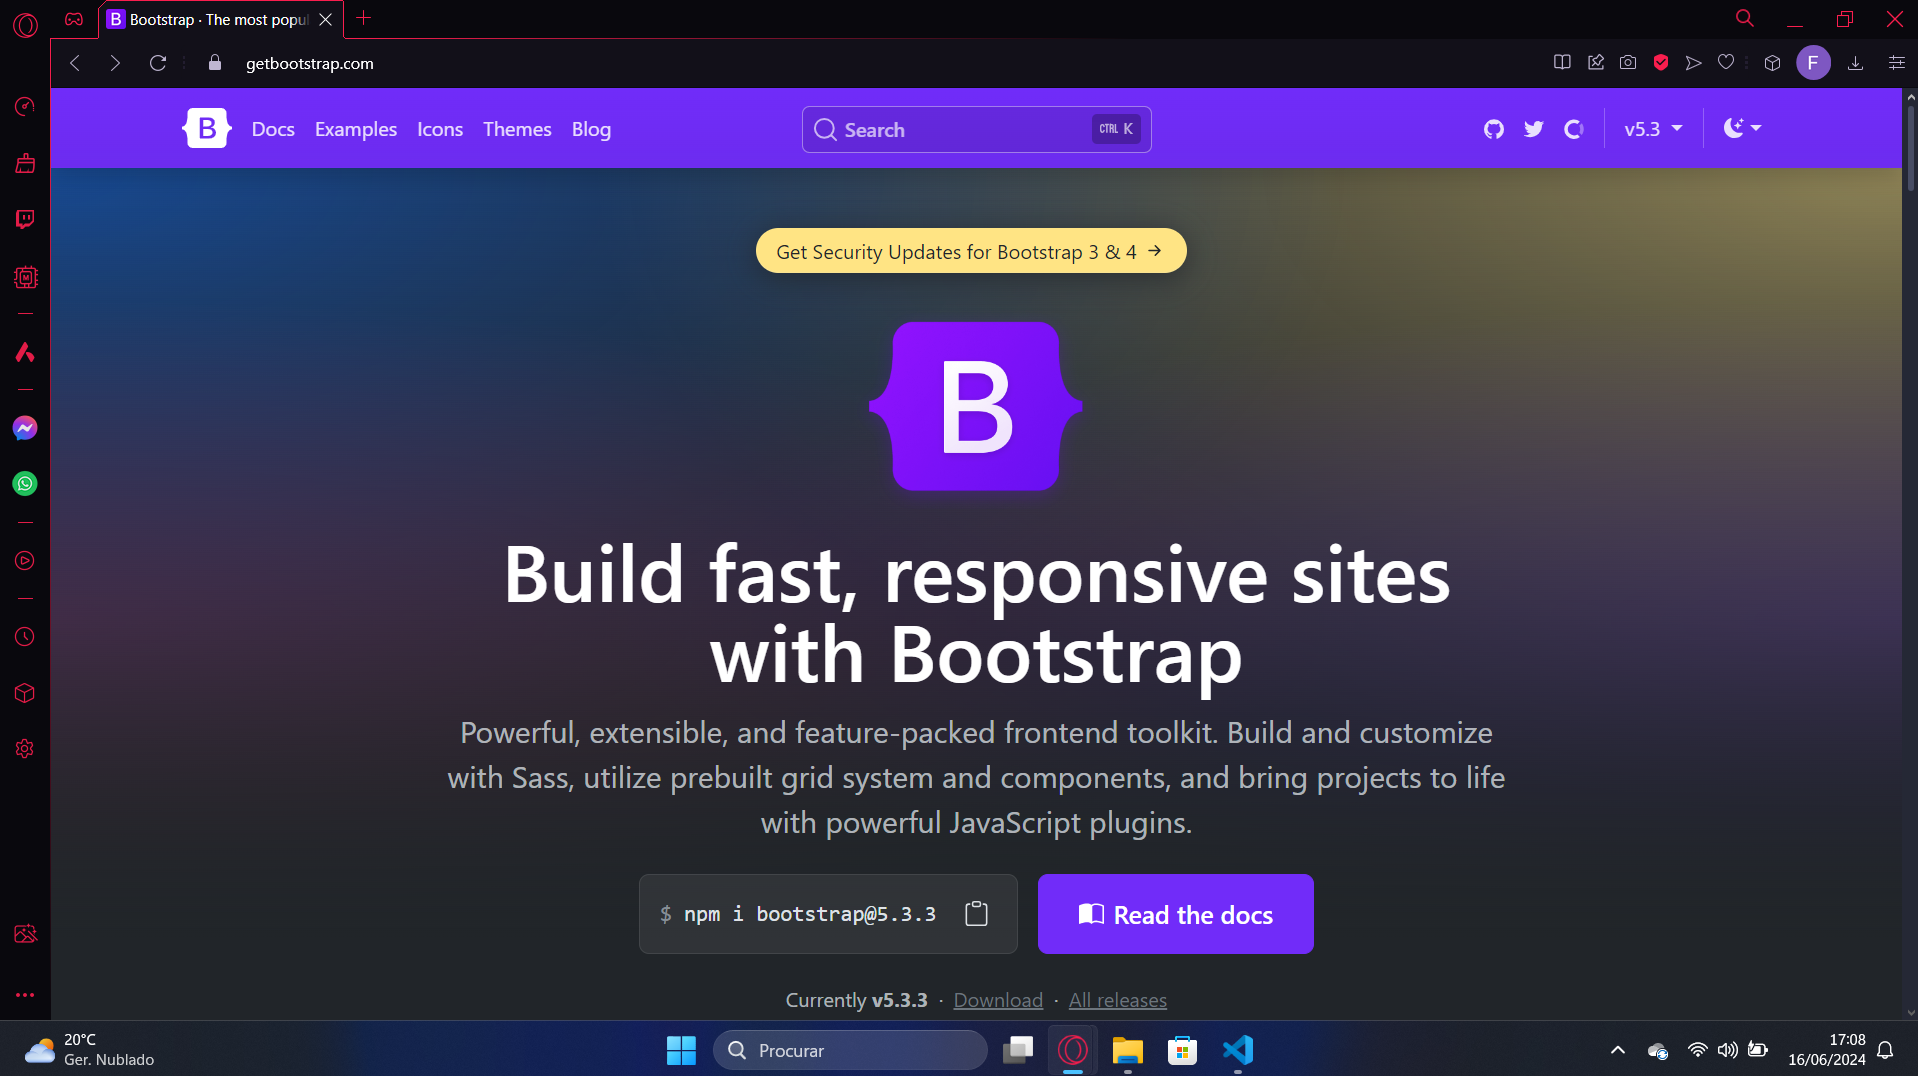 Bootstrap · The most popu
getbootstrap.com
F
B
Docs
Examples
Icons
Themes
Blog
Search
CTRL K
v5.3
Get Security Updates for Bootstrap 3 & 4 →
B
Build fast, responsive sites
with Bootstrap
Powerful, extensible, and feature-packed frontend toolkit. Build and customize
with Sass, utilize prebuilt grid system and components, and bring projects to life
with powerful JavaScript plugins.
$ npm i bootstrap@5.3.3
Read the docs
Currently v5.3.3 · Download · All releases
20°C
Ger. Nublado
Procurar
17:08
16/06/2024